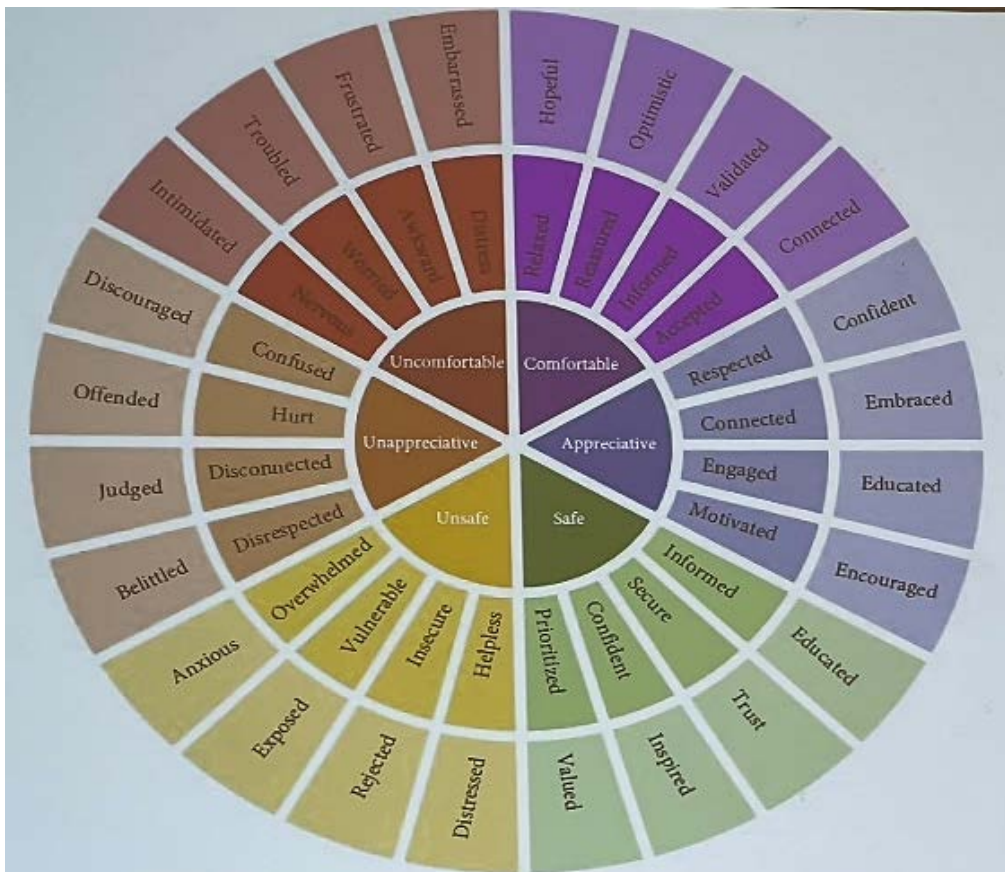 Hopeful
Optimistic
Validated
Connected
Confident
Embraced
Educated
Encouraged
Educated
Trust
Inspired
Valued
Distressed
Rejected
Exposed
Anxious
Belittled
Judged
Offended
Discouraged
Intimidated
Troubled
Frustrated
Embarrassed
Relaxed
Reassured
Informed
Accepted
Respected
Connected
Engaged
Motivated
Informed
Secure
Confident
Prioritized
Helpless
Insecure
Vulnerable
Overwhelmed
Disrespected
Disconnected
Hurt
Confused
Nervous
Worried
Awkward
Distress
Comfortable
Appreciative
Safe
Unsafe
Unappreciative
Uncomfortable